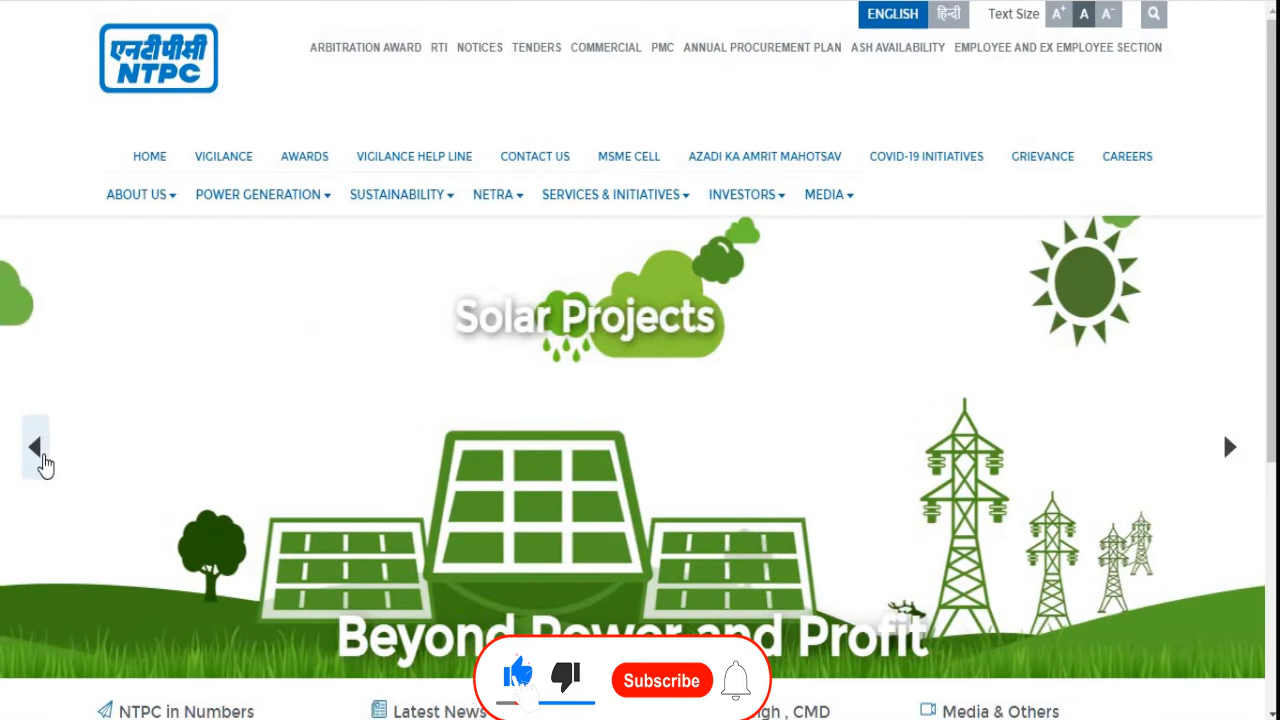 ENGLISH हिन्दी Text Size A+ A A-
एनटीपीसी
NTPC
ARBITRATION AWARD RTI NOTICES TENDERS COMMERCIAL PMC ANNUAL PROCUREMENT PLAN ASH AVAILABILITY EMPLOYEE AND EX EMPLOYEE SECTION
HOME VIGILANCE AWARDS VIGILANCE HELP LINE CONTACT US MSME CELL AZADI KA AMRIT MAHOTSAV COVID-19 INITIATIVES GRIEVANCE CAREERS
ABOUT US POWER GENERATION SUSTAINABILITY NETRA SERVICES & INITIATIVES INVESTORS MEDIA
Solar Projects
Beyond Power and Profit
Subscribe
NTPC in Numbers Latest News , CMD Media & Others